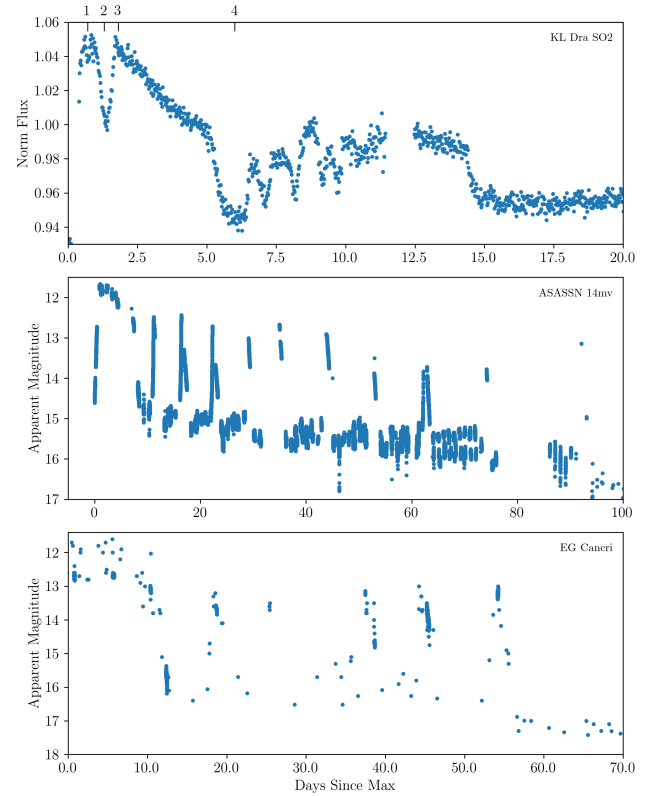 1 2 3 4
1.06
KL Dra SO2
1.04
1.02
1.00
0.98
0.96
0.94
Norm Flux
0.0 2.5 5.0 7.5 10.0 12.5 15.0 17.5 20.0
ASASSN 14mv
12
13
14
15
16
17
Apparent Magnitude
0 20 40 60 80 100
EG Cancri
12
13
14
15
16
17
18
Apparent Magnitude
0.0 10.0 20.0 30.0 40.0 50.0 60.0 70.0
Days Since Max